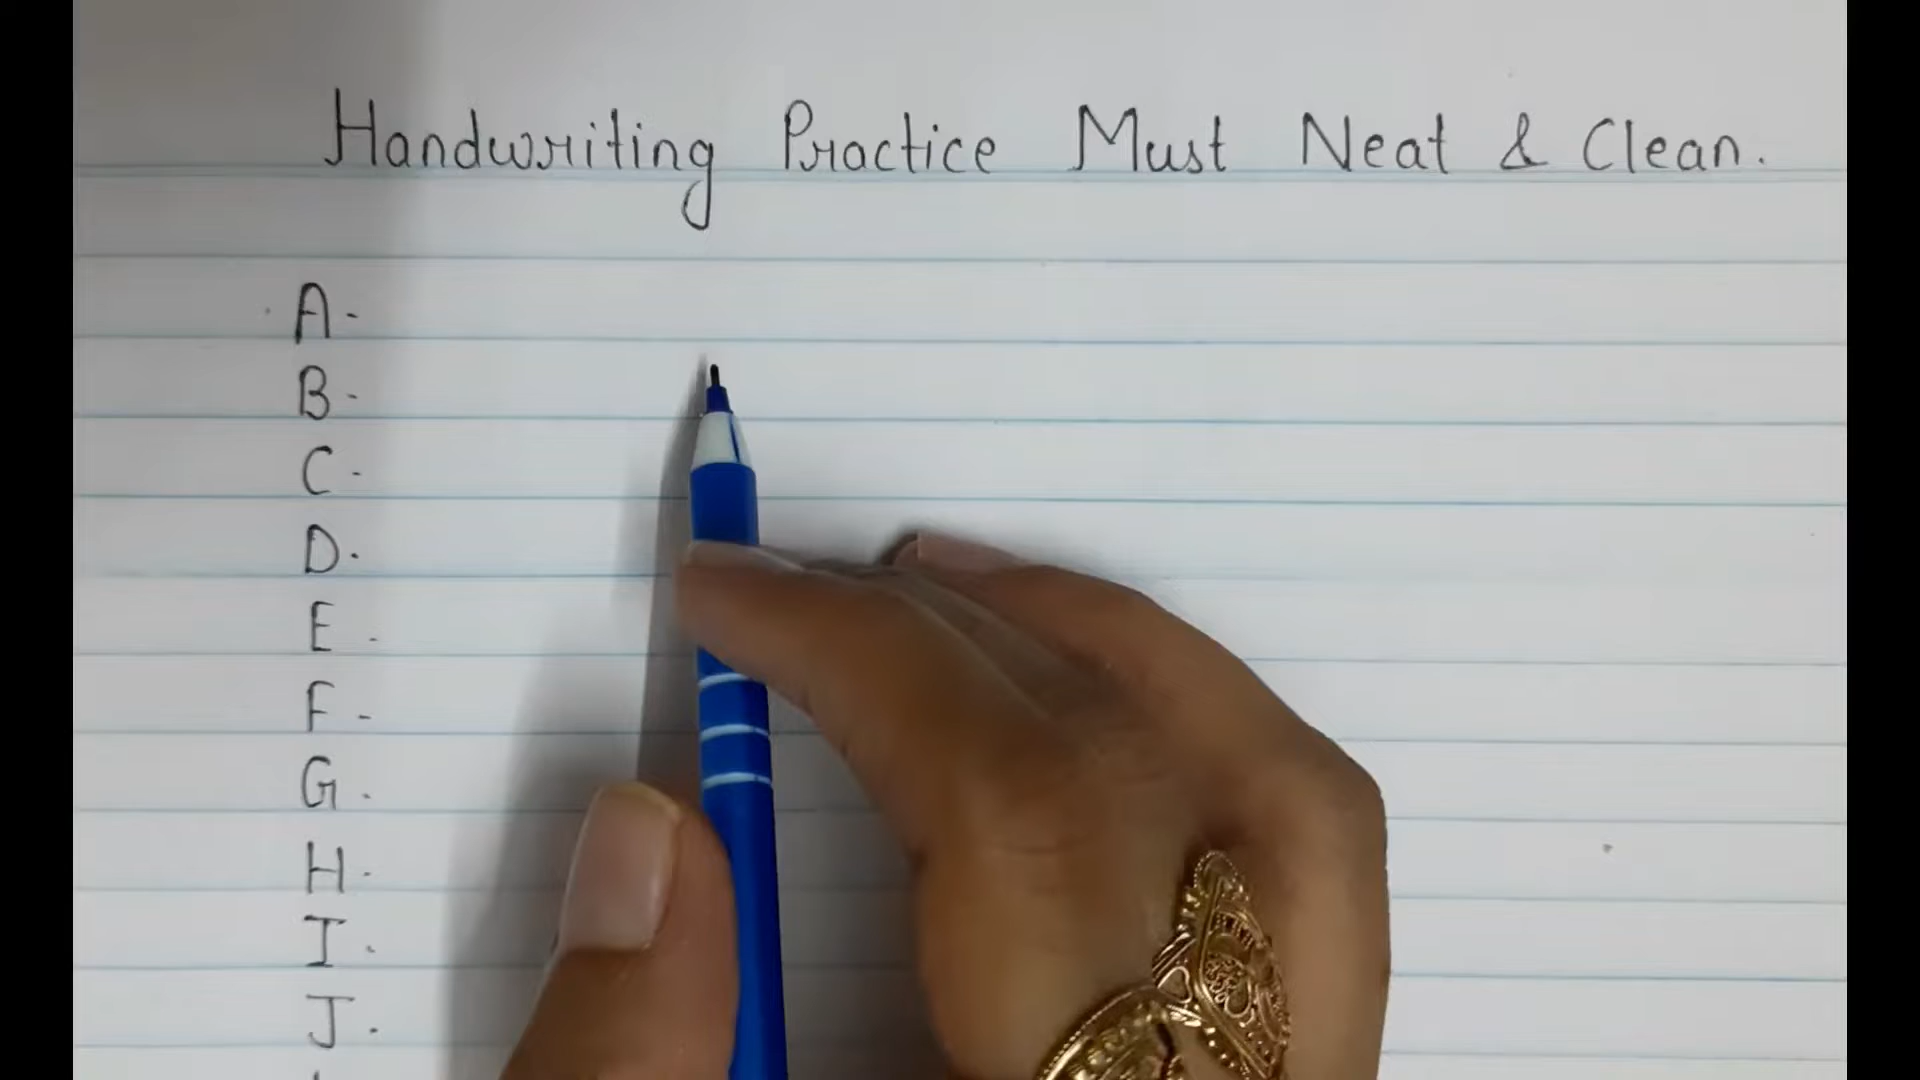 Handwriting Practice Must Neat & Clean.
A -
B -
C -
D -
E -
F -
G -
H -
I -
J -